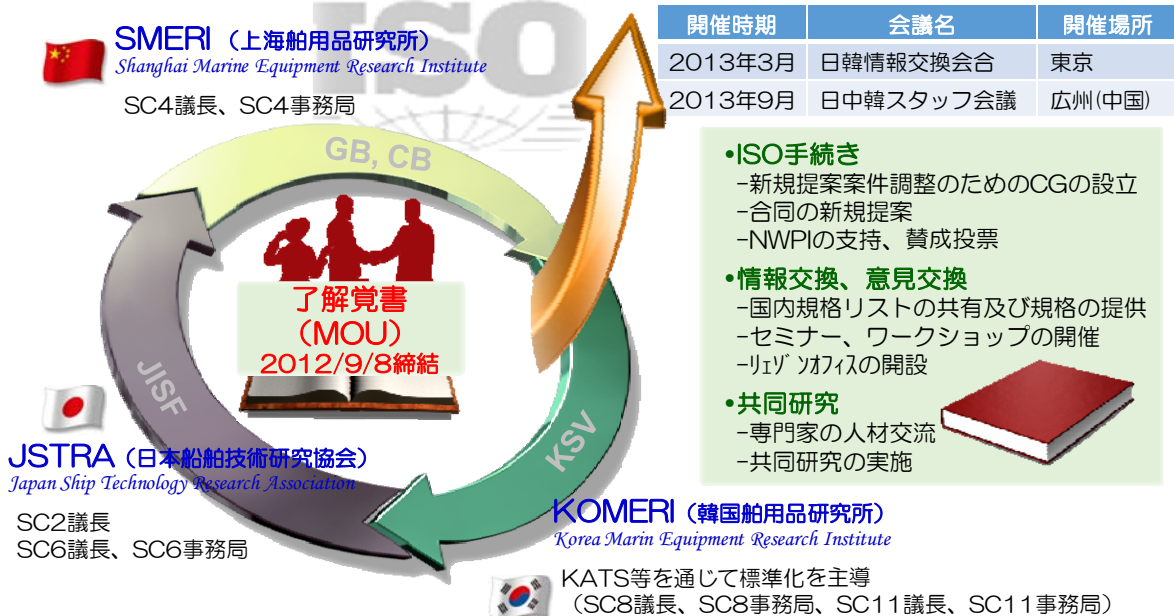 ISO
SMERI（上海舶用品研究所）
Shanghai Marine Equipment Research Institute
SC4議長、SC4事務局
開催時期 会議名 開催場所
2013年3月 日韓情報交換会合 東京
2013年9月 日中韓スタッフ会議 広州(中国)
GB, CB
了解覚書
（MOU）
2012/9/8締結
JISF
KSV
•ISO手続き
-新規提案案件調整のためのCGの設立
-合同の新規提案
-NWPIの支持、賛成投票
•情報交換、意見交換
-国内規格リストの共有及び規格の提供
-セミナー、ワークショップの開催
-ﾘｴｿﾞﾝｵﾌｨｽの開設
•共同研究
-専門家の人材交流
-共同研究の実施
JSTRA（日本船舶技術研究協会）
Japan Ship Technology Research Association
SC2議長
SC6議長、SC6事務局
KOMERI（韓国舶用品研究所）
Korea Marin Equipment Research Institute
KATS等を通じて標準化を主導
（SC8議長、SC8事務局、SC11議長、SC11事務局）